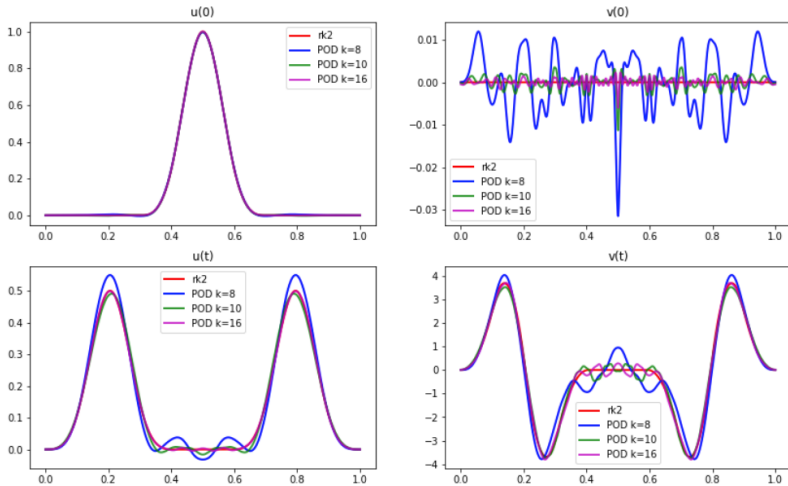 u(0)
1.0
0.8
0.6
0.4
0.2
0.0
0.0 0.2 0.4 0.6 0.8 1.0
rk2
POD k=8
POD k=10
POD k=16
v(0)
0.01
0.00
−0.01
−0.02
−0.03
0.0 0.2 0.4 0.6 0.8 1.0
rk2
POD k=8
POD k=10
POD k=16
u(t)
0.5
0.4
0.3
0.2
0.1
0.0
0.0 0.2 0.4 0.6 0.8 1.0
rk2
POD k=8
POD k=10
POD k=16
v(t)
4
3
2
1
0
−1
−2
−3
−4
0.0 0.2 0.4 0.6 0.8 1.0
rk2
POD k=8
POD k=10
POD k=16